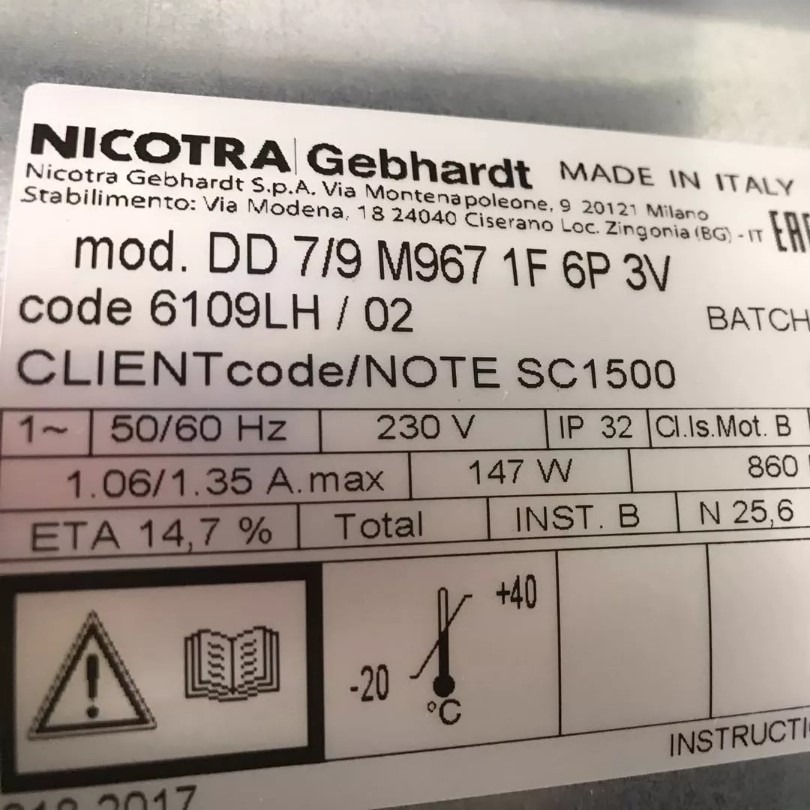 NICOTRA Gebhardt MADE IN ITALY
Nicotra Gebhardt S.p.A. Via Montenapoleone, 9 20121 Milano
Stabilimento: Via Modena, 18 24040 Ciserano Loc. Zingonia (BG) - IT
mod. DD 7/9 M967 1F 6P 3V
code 6109LH / 02 BATCH
CLIENTcode/NOTE SC1500
1~ 50/60 Hz 230 V IP 32 Cl.Is.Mot. B
1.06/1.35 A.max 147 W 860
ETA 14,7 % Total INST. B N 25,6
+40
-20
°C